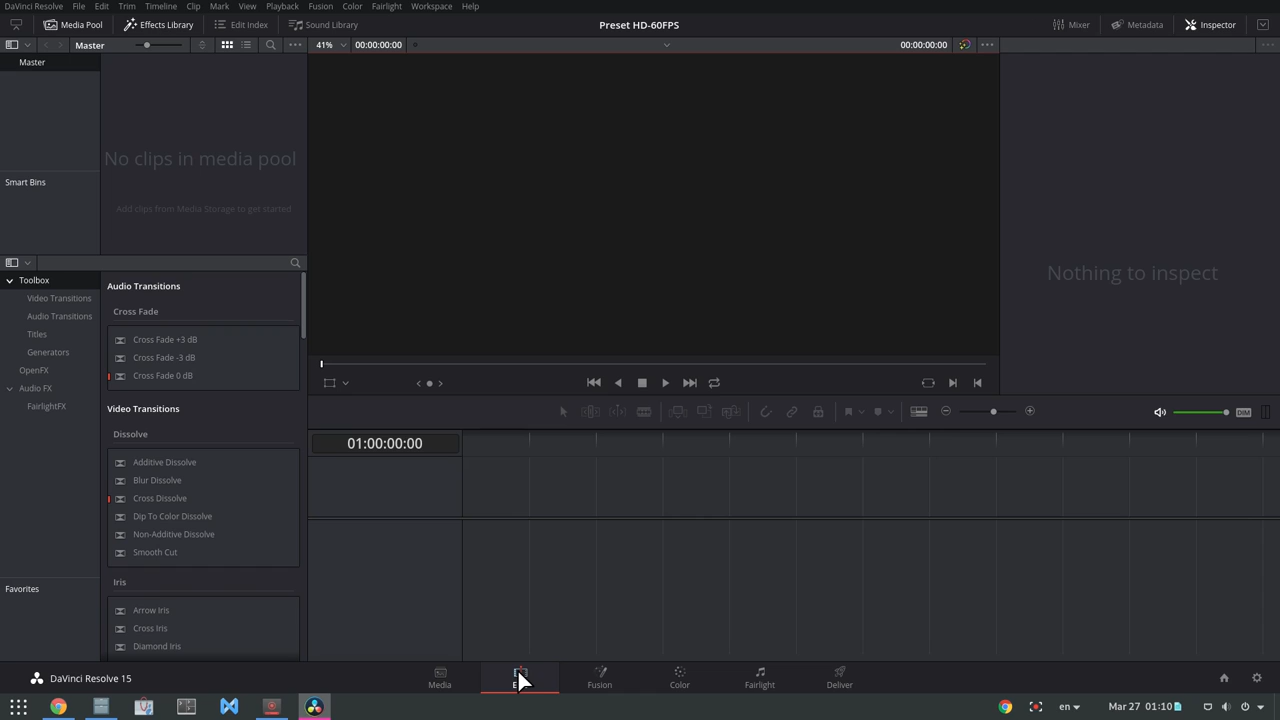 DaVinci Resolve File Edit Trim Timeline Clip Mark View Playback Fusion Color Fairlight Workspace Help
Media Pool Effects Library Edit Index Sound Library Preset HD-60FPS Mixer Metadata Inspector
Master 41% 00:00:00:00 00:00:00:00
Master
No clips in media pool
Add clips from Media Storage to get started
Smart Bins
Nothing to inspect
Toolbox
Video Transitions
Audio Transitions
Titles
Generators
OpenFX
Audio FX
FairlightFX
Favorites
Audio Transitions
Cross Fade
Cross Fade +3 dB
Cross Fade -3 dB
Cross Fade 0 dB
Video Transitions
Dissolve
Additive Dissolve
Blur Dissolve
Cross Dissolve
Dip To Color Dissolve
Non-Additive Dissolve
Smooth Cut
Iris
Arrow Iris
Cross Iris
Diamond Iris
DIM
01:00:00:00
DaVinci Resolve 15
Media Fusion Color Fairlight Deliver
en Mar 27 01:10